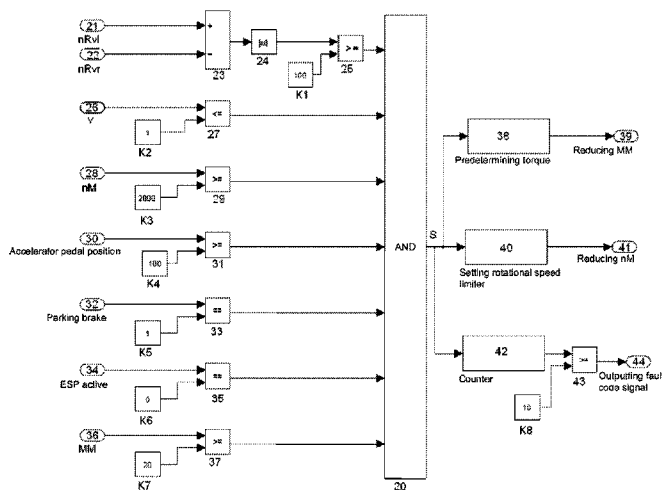 21
nRvl
+
22
nRvr
-
23
|u|
24
100
K1
>=
25
26
V
1
K2
<=
27
28
nM
2800
K3
>=
29
30
Accelerator pedal position
100
K4
>=
31
32
Parking brake
1
K5
==
33
34
ESP active
0
K6
==
35
36
MM
20
K7
>=
37
AND
20
S
38
Predetermining torque
39
Reducing MM
40
Setting rotational speed
limiter
41
Reducing nM
42
Counter
10
K8
>=
43
44
Outputting fault
code signal